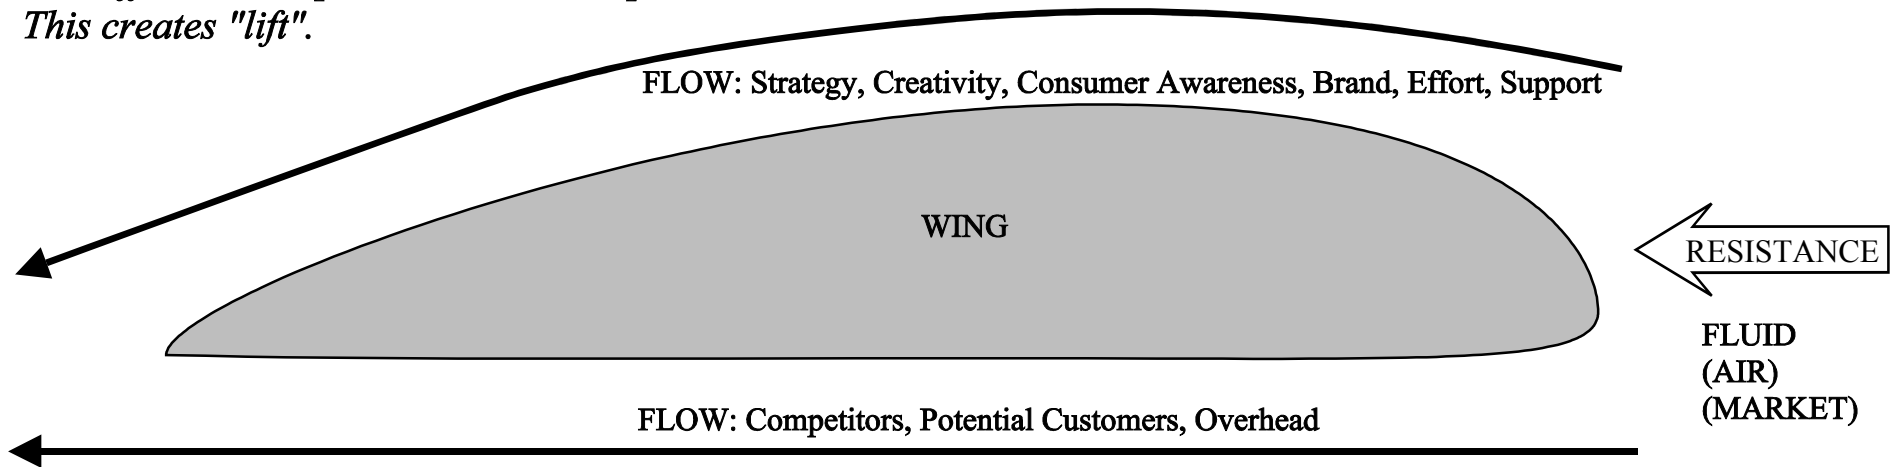 This creates "lift".
FLOW: Strategy, Creativity, Consumer Awareness, Brand, Effort, Support
WING
RESISTANCE
FLUID
(AIR)
(MARKET)
FLOW: Competitors, Potential Customers, Overhead